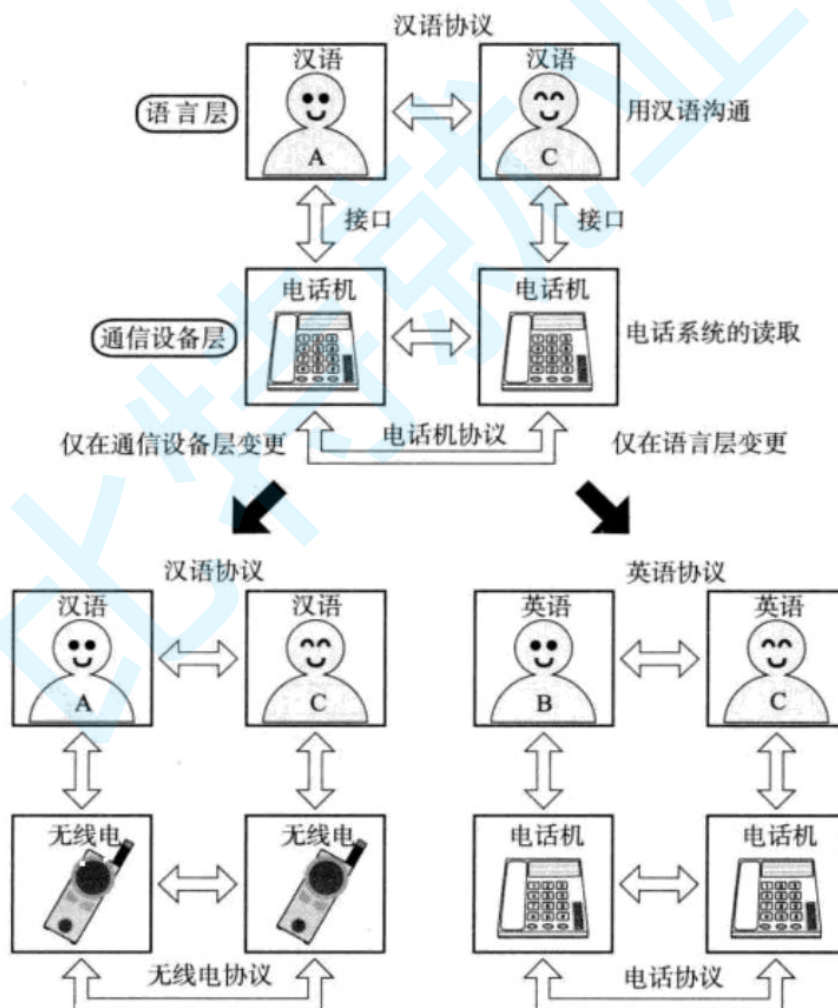 汉语协议
汉语
汉语
语言层
A
C
用汉语沟通
接口
接口
电话机
电话机
通信设备层
电话系统的读取
仅在通信设备层变更
电话机协议
仅在语言层变更
汉语协议
英语协议
汉语
汉语
英语
英语
A
C
B
C
无线电
无线电
电话机
电话机
无线电协议
电话协议
比特就业